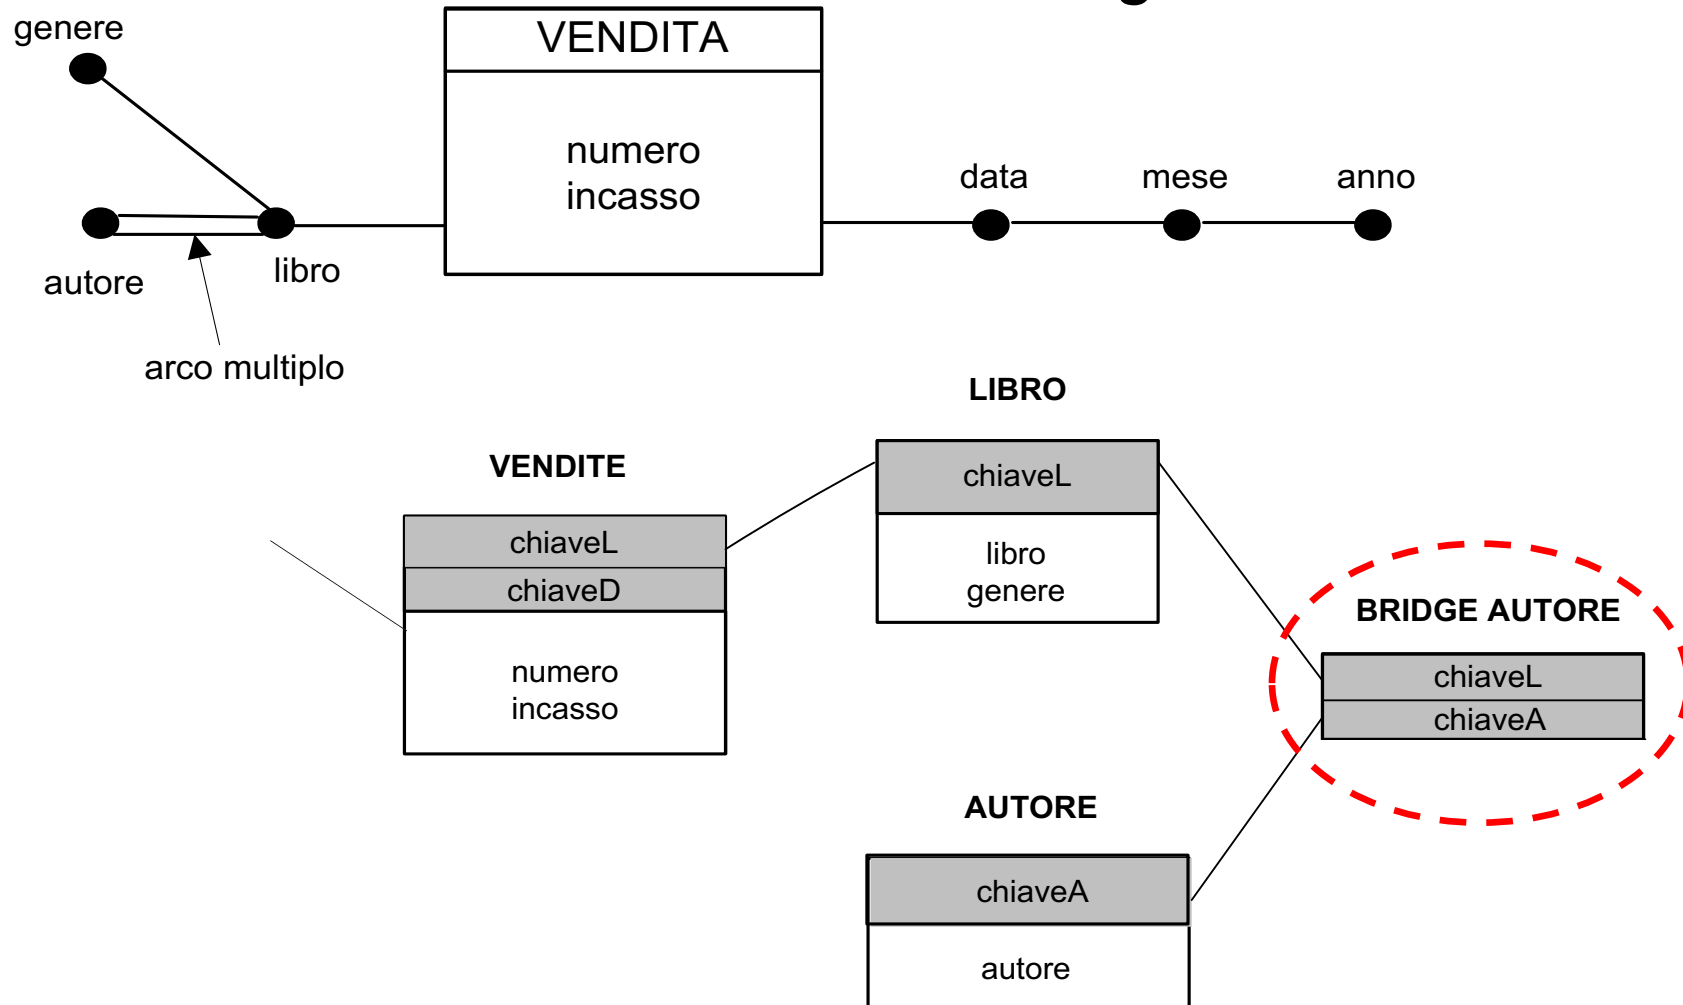 genere
VENDITA
numero
incasso
data mese anno
autore
libro
arco multiplo
LIBRO
VENDITE
chiaveL
chiaveL
chiaveD
libro
genere
BRIDGE AUTORE
numero
incasso
chiaveL
chiaveA
AUTORE
chiaveA
autore